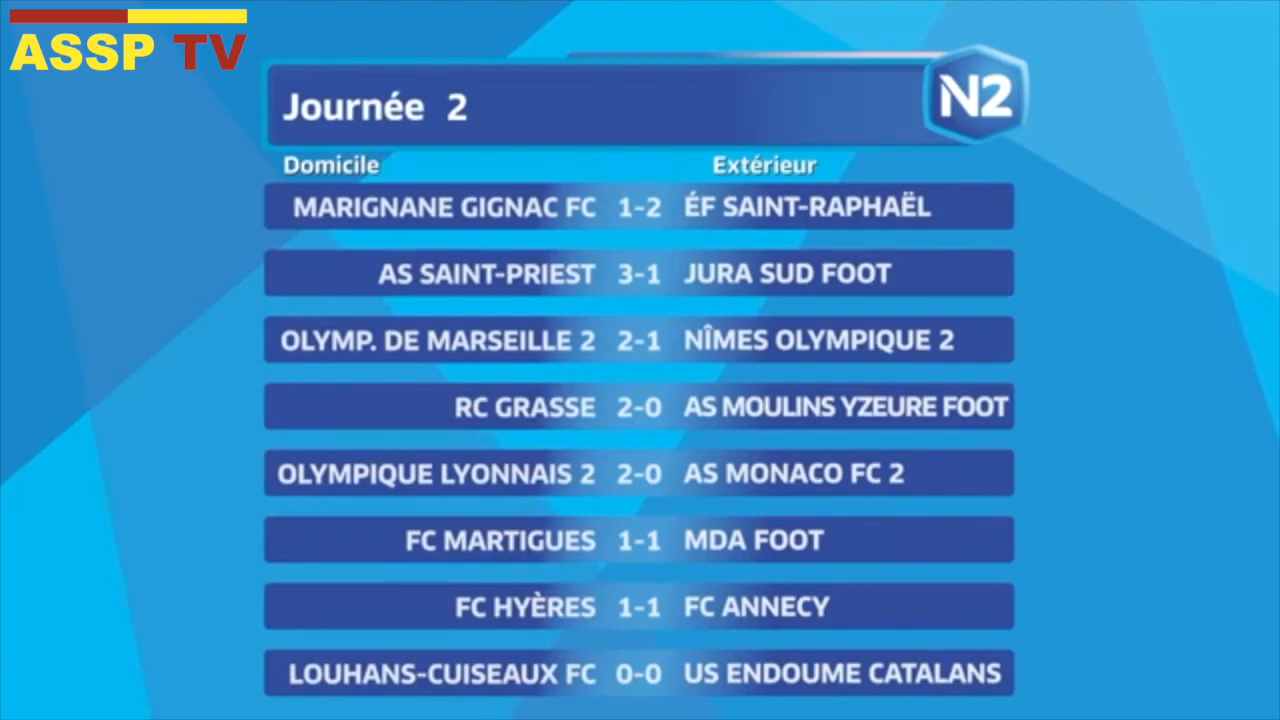 ASSP TV
Journée 2
N2
Domicile Extérieur
MARIGNANE GIGNAC FC 1-2 ÉF SAINT-RAPHAËL
AS SAINT-PRIEST 3-1 JURA SUD FOOT
OLYMP. DE MARSEILLE 2 2-1 NÎMES OLYMPIQUE 2
RC GRASSE 2-0 AS MOULINS YZEURE FOOT
OLYMPIQUE LYONNAIS 2 2-0 AS MONACO FC 2
FC MARTIGUES 1-1 MDA FOOT
FC HYÈRES 1-1 FC ANNECY
LOUHANS-CUISEAUX FC 0-0 US ENDOUME CATALANS